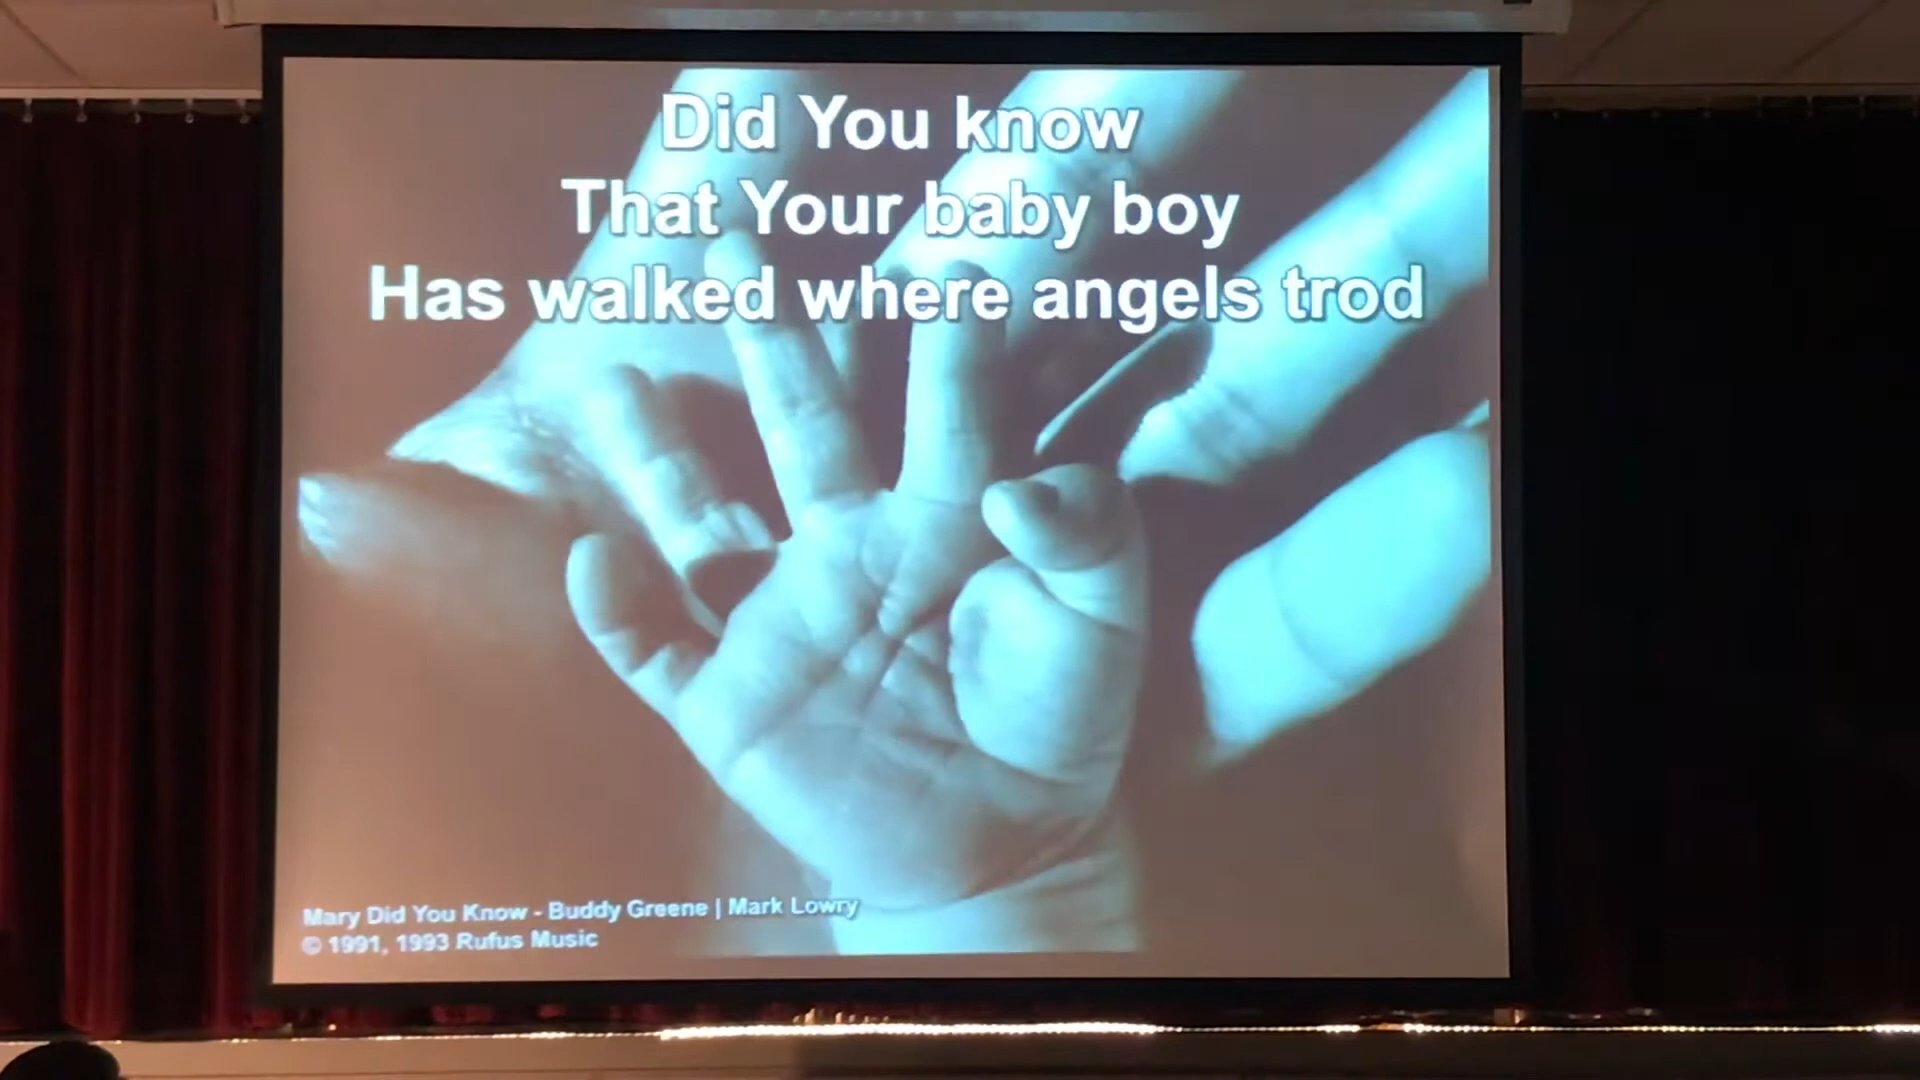 Did You know
That Your baby boy
Has walked where angels trod
Mary Did You Know - Buddy Greene | Mark Lowry
© 1991, 1993 Rufus Music